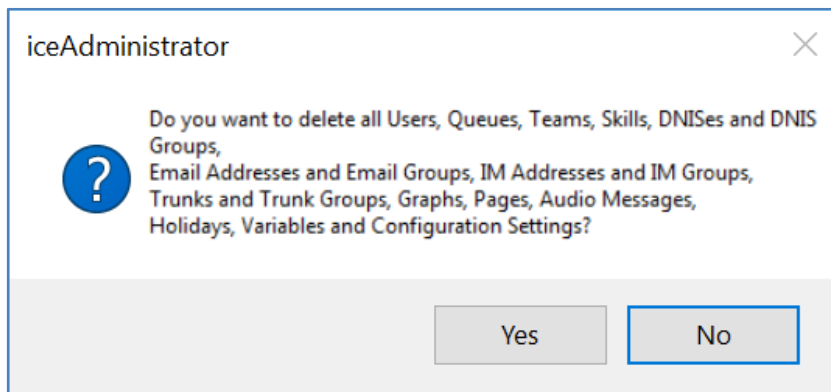 iceAdministrator
Do you want to delete all Users, Queues, Teams, Skills, DNISes and DNIS
Groups,
Email Addresses and Email Groups, IM Addresses and IM Groups,
Trunks and Trunk Groups, Graphs, Pages, Audio Messages,
Holidays, Variables and Configuration Settings?
Yes No